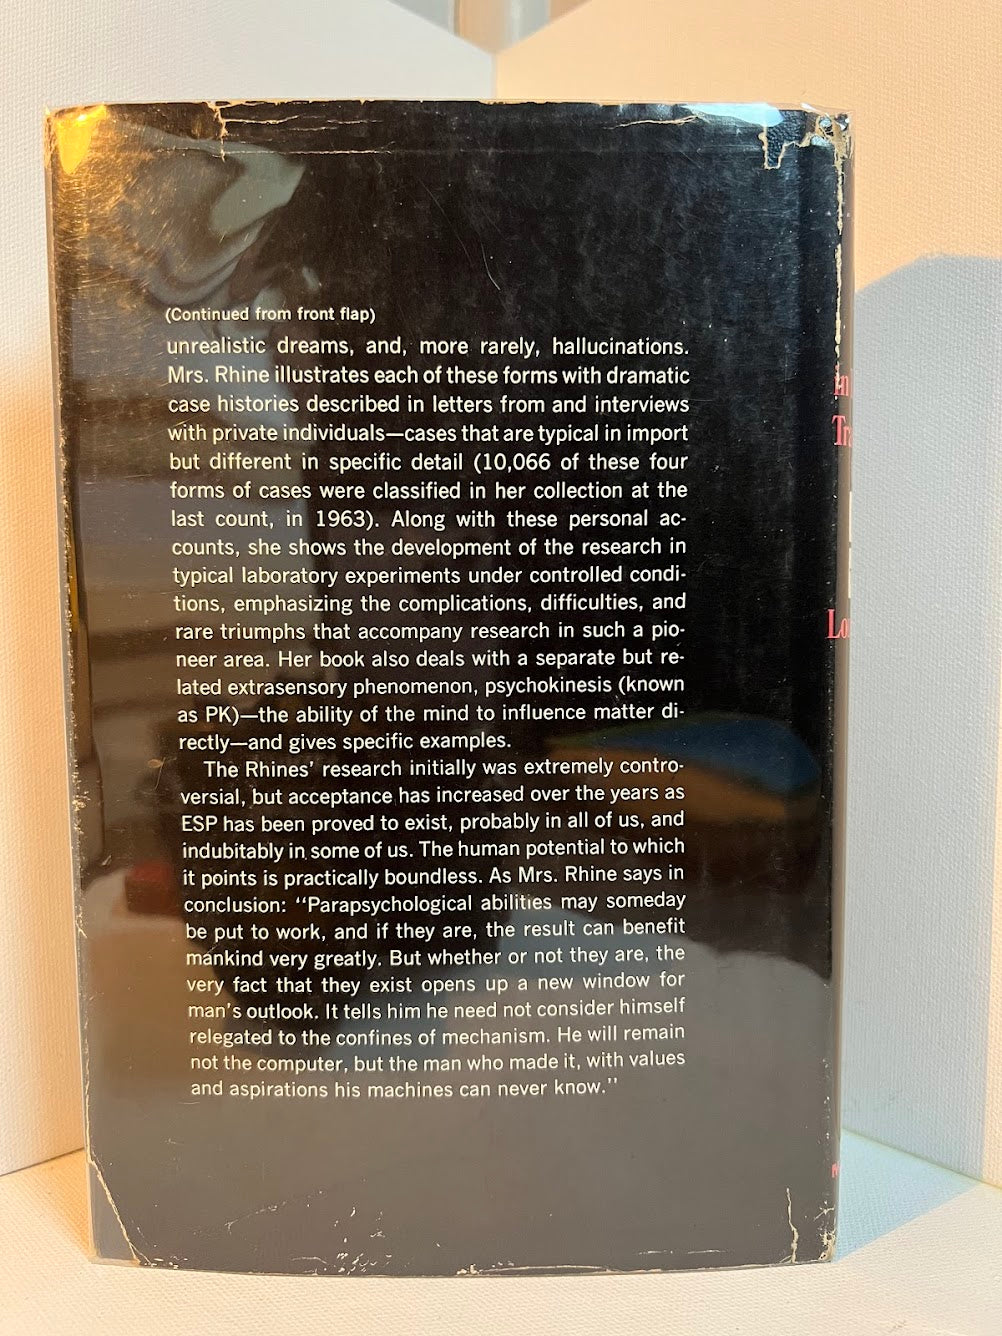 (Continued from front flap)
unrealistic dreams, and, more rarely, hallucinations.
Mrs. Rhine illustrates each of these forms with dramatic
case histories described in letters from and interviews
with private individuals—cases that are typical in import
but different in specific detail (10,066 of these four
forms of cases were classified in her collection at the
last count, in 1963). Along with these personal ac-
counts, she shows the development of the research in
typical laboratory experiments under controlled condi-
tions, emphasizing the complications, difficulties, and
rare triumphs that accompany research in such a pio-
neer area. Her book also deals with a separate but re-
lated extrasensory phenomenon, psychokinesis (known
as PK)—the ability of the mind to influence matter di-
rectly—and gives specific examples.
The Rhines’ research initially was extremely contro-
versial, but acceptance has increased over the years as
ESP has been proved to exist, probably in all of us, and
indubitably in some of us. The human potential to which
it points is practically boundless. As Mrs. Rhine says in
conclusion: “Parapsychological abilities may someday
be put to work, and if they are, the result can benefit
mankind very greatly. But whether or not they are, the
very fact that they exist opens up a new window for
man’s outlook. It tells him he need not consider himself
relegated to the confines of mechanism. He will remain
not the computer, but the man who made it, with values
and aspirations his machines can never know.”
in